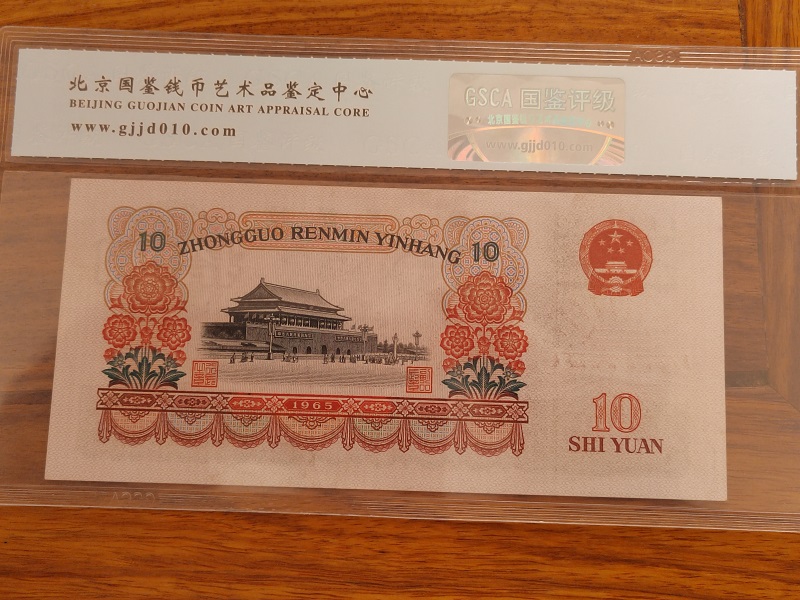 北京国鉴钱币艺术品鉴定中心
BEIJING GUOJIAN COIN ART APPRAISAL CORE
www.gjjd010.com
GSCA 国鉴评级
www.gjjd010.com
10 ZHONGGUO RENMIN YINHANG 10
1965
10
SHI YUAN